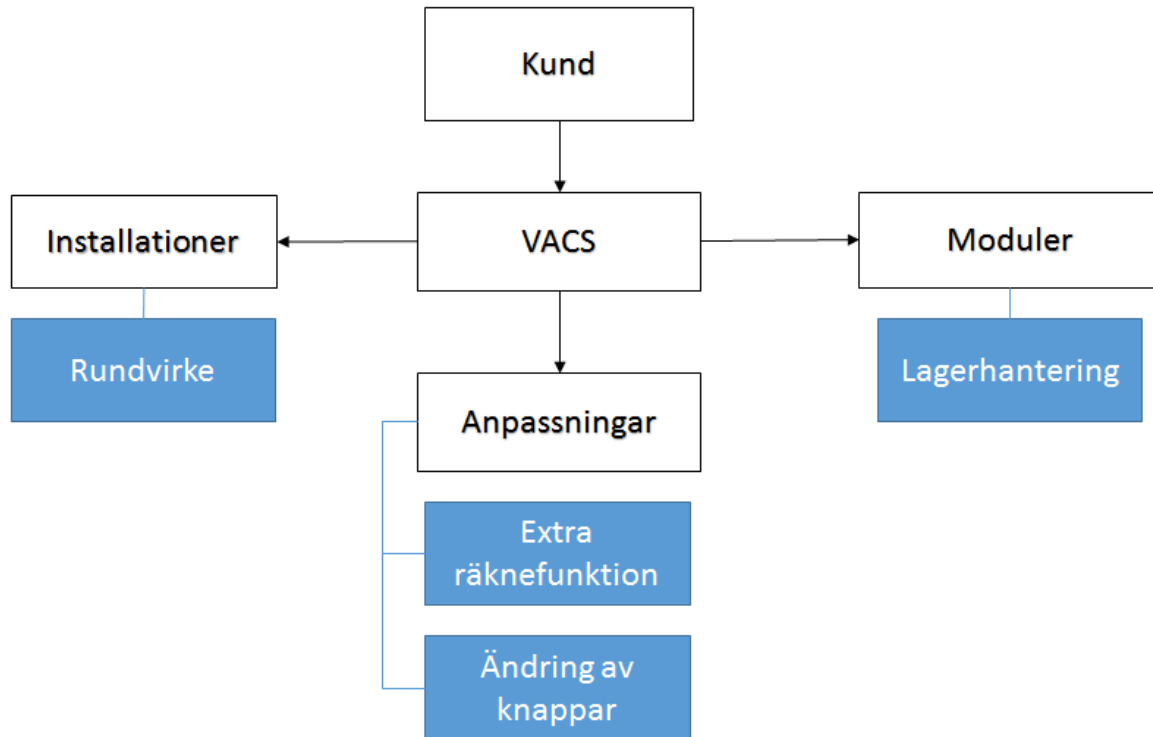 Kund
Installationer
VACS
Moduler
Rundvirke
Lagerhantering
Anpassningar
Extra
räknefunktion
Ändring av
knappar